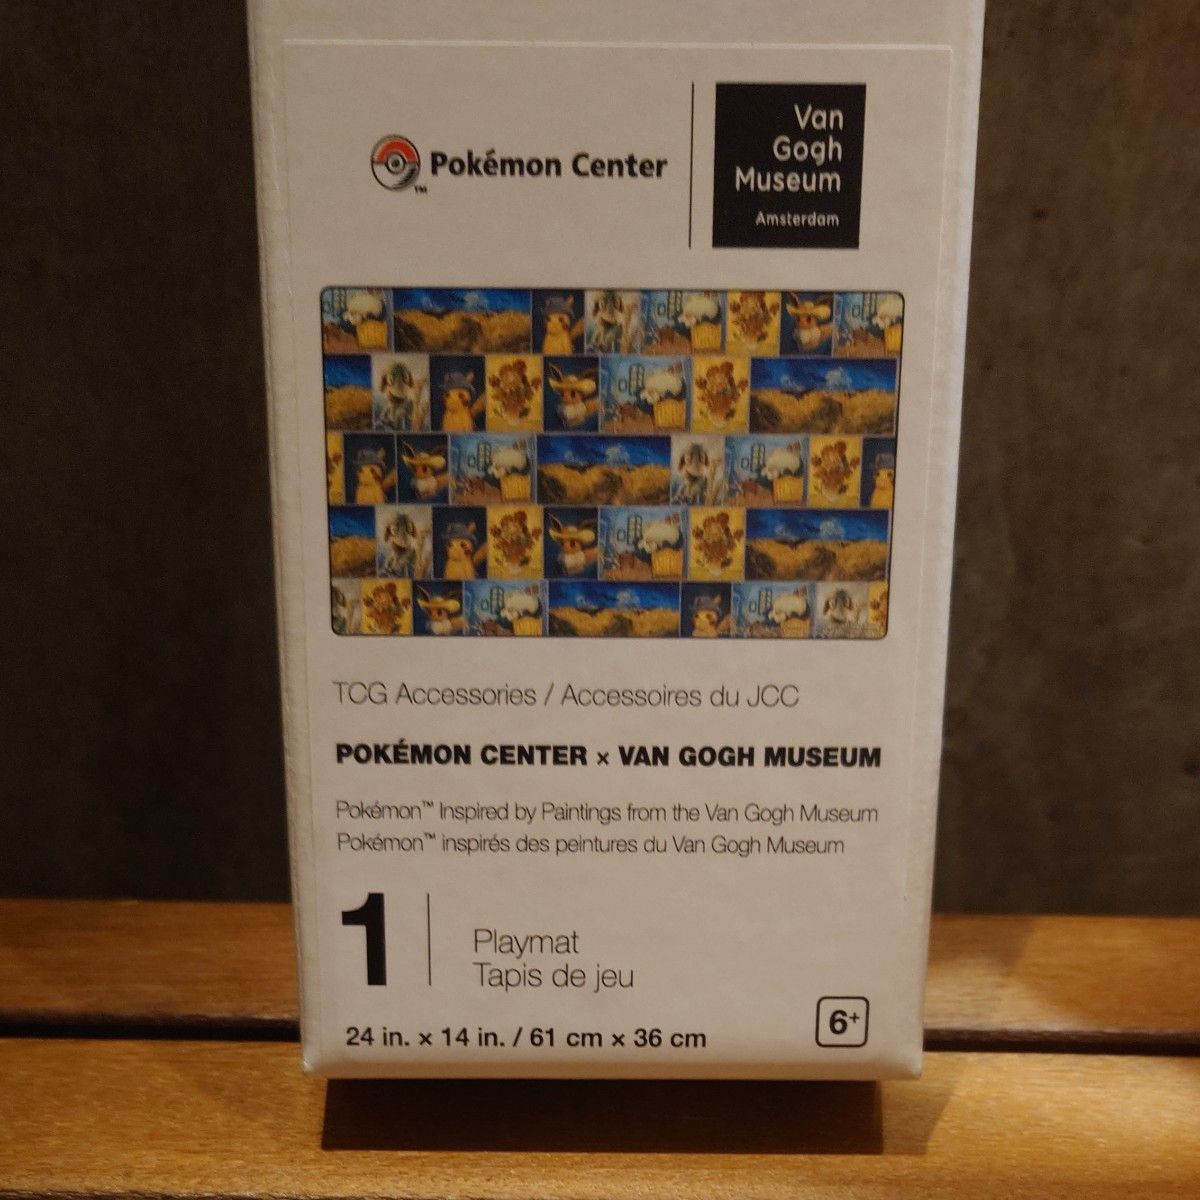 Pokémon Center
™
Van
Gogh
Museum
Amsterdam
TCG Accessories / Accessoires du JCC
POKÉMON CENTER × VAN GOGH MUSEUM
Pokémon™ Inspired by Paintings from the Van Gogh Museum
Pokémon™ inspirés des peintures du Van Gogh Museum
1
Playmat
Tapis de jeu
24 in. × 14 in. / 61 cm × 36 cm
6+